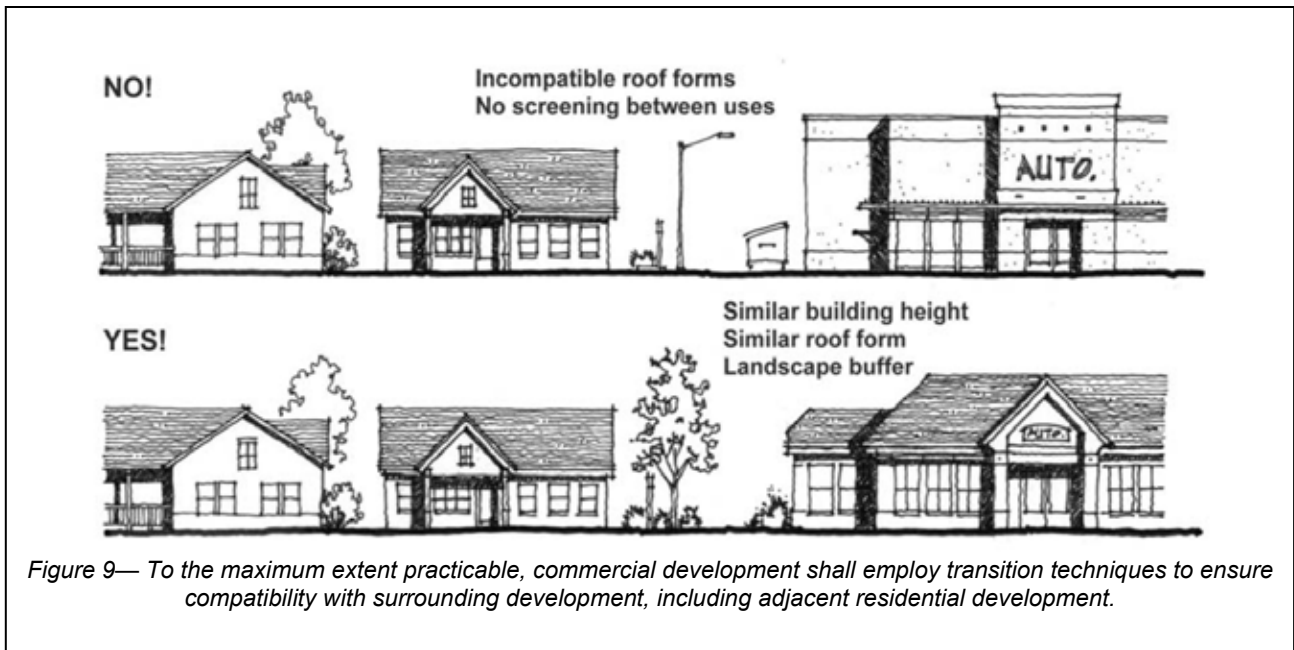 NO!
Incompatible roof forms
No screening between uses
AUTO.
YES!
Similar building height
Similar roof form
Landscape buffer
AUTO.
Figure 9— To the maximum extent practicable, commercial development shall employ transition techniques to ensure
compatibility with surrounding development, including adjacent residential development.